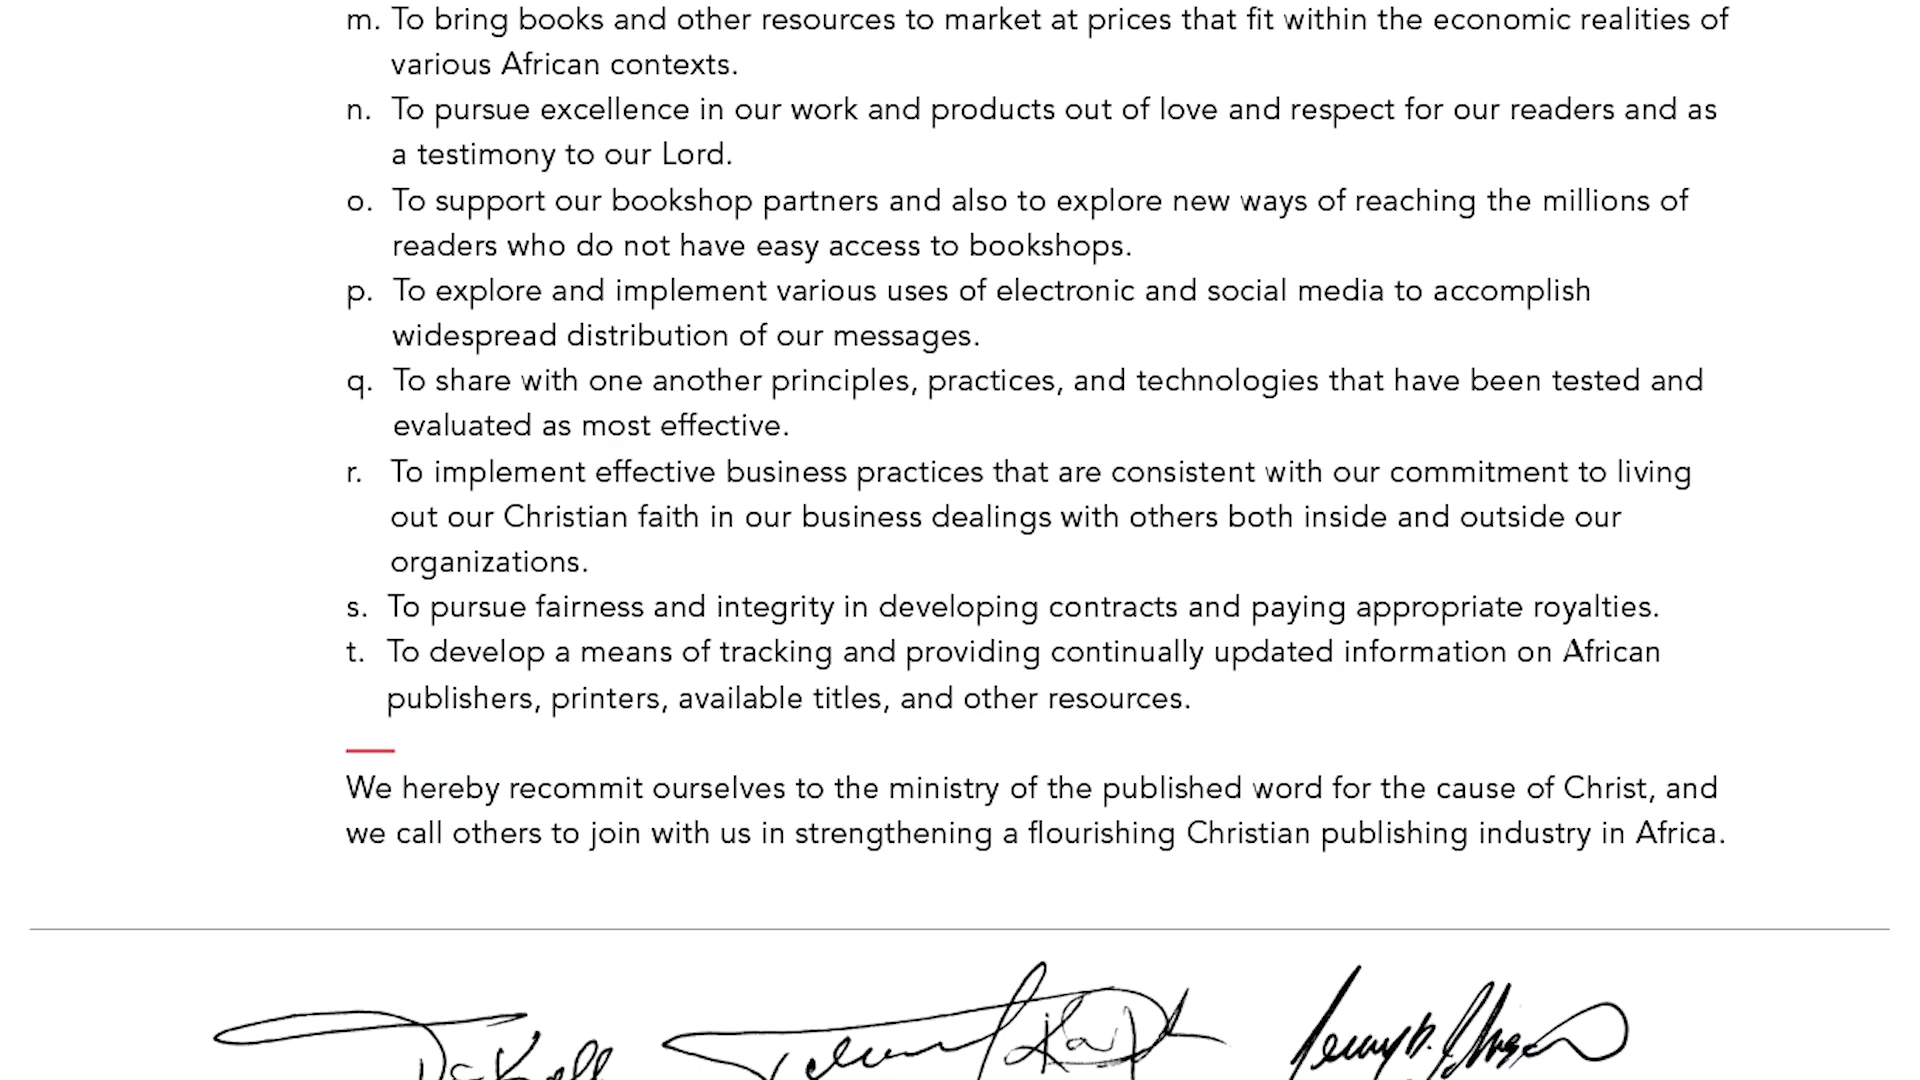 m. To bring books and other resources to market at prices that fit within the economic realities of
various African contexts.
n. To pursue excellence in our work and products out of love and respect for our readers and as
a testimony to our Lord.
o. To support our bookshop partners and also to explore new ways of reaching the millions of
readers who do not have easy access to bookshops.
p. To explore and implement various uses of electronic and social media to accomplish
widespread distribution of our messages.
q. To share with one another principles, practices, and technologies that have been tested and
evaluated as most effective.
r. To implement effective business practices that are consistent with our commitment to living
out our Christian faith in our business dealings with others both inside and outside our
organizations.
s. To pursue fairness and integrity in developing contracts and paying appropriate royalties.
t. To develop a means of tracking and providing continually updated information on African
publishers, printers, available titles, and other resources.
We hereby recommit ourselves to the ministry of the published word for the cause of Christ, and
we call others to join with us in strengthening a flourishing Christian publishing industry in Africa.